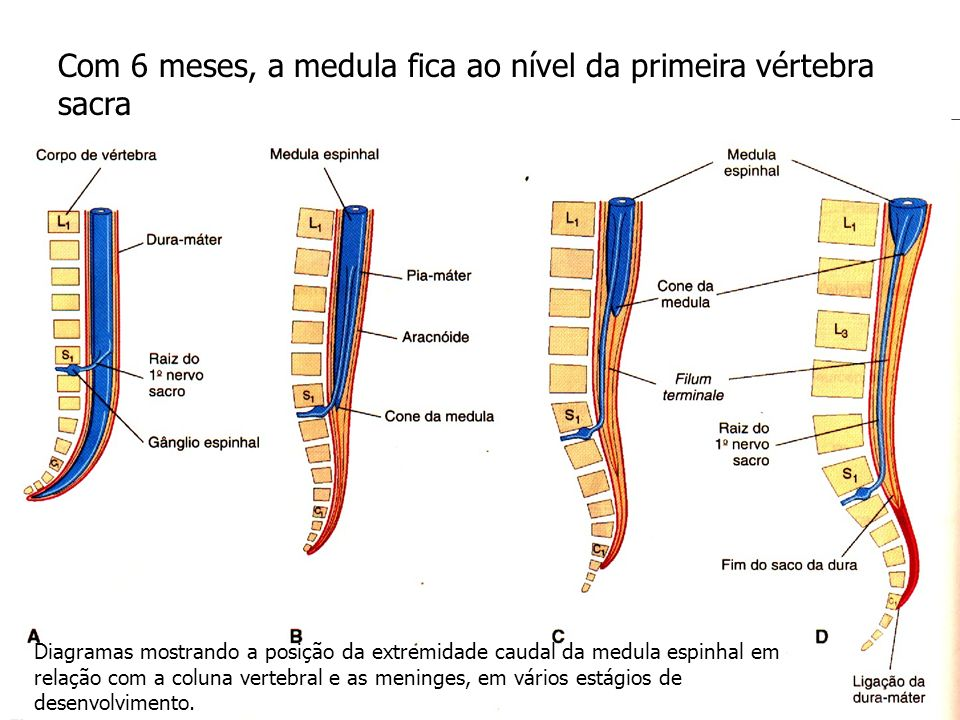 Com 6 meses, a medula fica ao nível da primeira vértebra
sacra
Corpo de vértebra
L1
Dura-máter
S1
Raiz do
1º nervo
sacro
Gânglio espinhal
A
Medula espinhal
L1
Pia-máter
Aracnóide
S1
Cone da medula
B
Medula
espinhal
L1
Cone da
medula
Filum
terminale
S1
C1
C
L1
L3
Raiz do
1º nervo
sacro
S1
Fim do saco da dura
D
Ligação da
dura-máter
Diagramas mostrando a posição da extremidade caudal da medula espinhal em
relação com a coluna vertebral e as meninges, em vários estágios de
desenvolvimento.